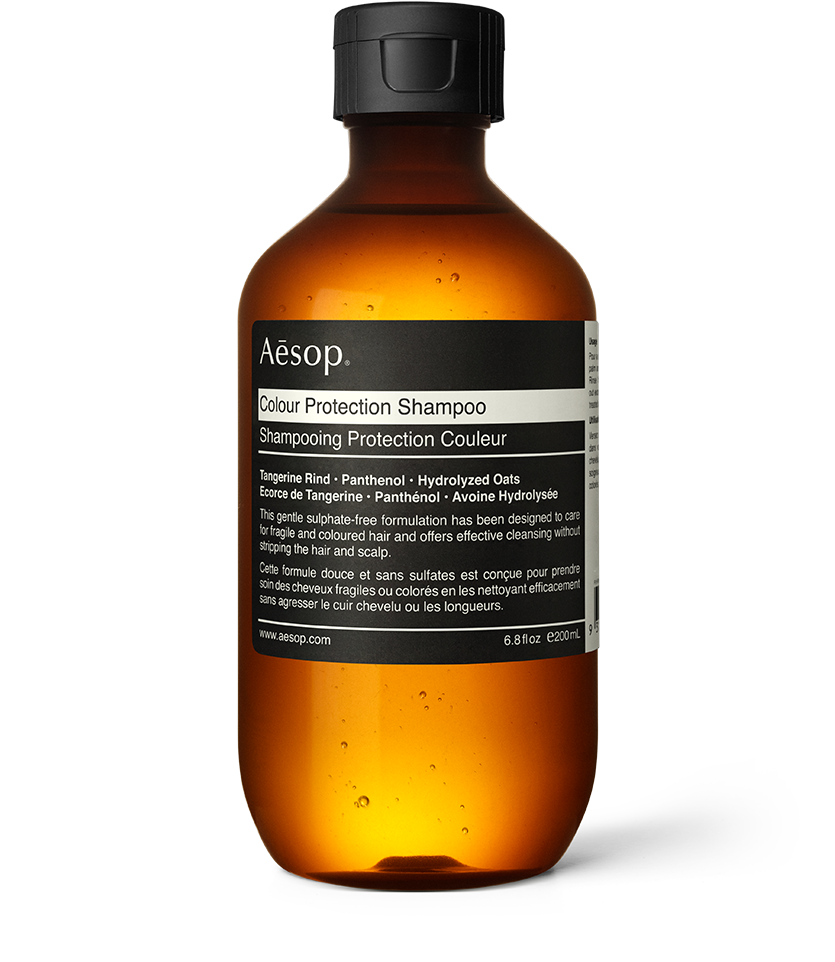 Aēsop®
Colour Protection Shampoo
Shampooing Protection Couleur
Tangerine Rind • Panthenol • Hydrolyzed Oats
Ecorce de Tangerine • Panthénol • Avoine Hydrolysée
This gentle sulphate-free formulation has been designed to care
for fragile and coloured hair and offers effective cleansing without
stripping the hair and scalp.
Cette formule douce et sans sulfates est conçue pour prendre
soin des cheveux fragiles ou colorés en les nettoyant efficacement
sans agresser le cuir chevelu ou les longueurs.
www.aesop.com
6.8 fl oz ℮200mL
Usage